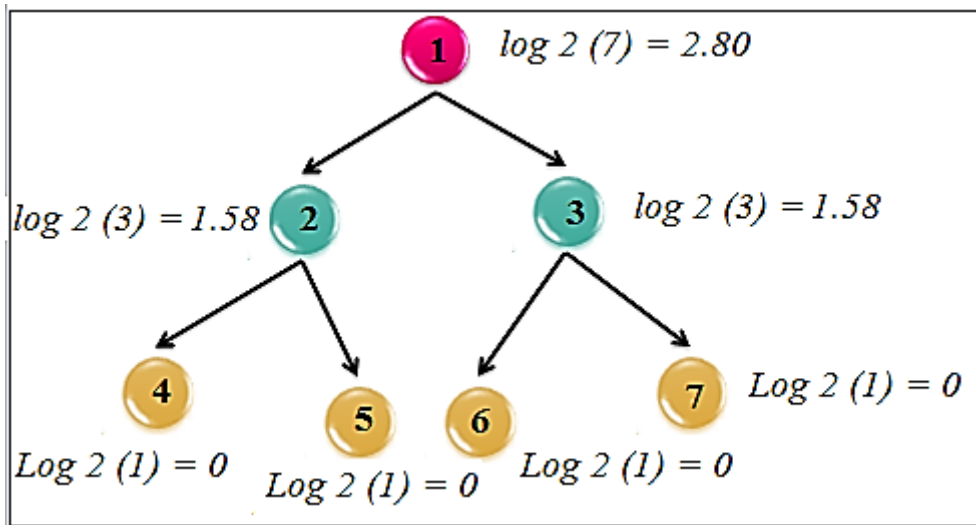 1 log 2 (7) = 2.80
log 2 (3) = 1.58 2 3 log 2 (3) = 1.58
4 5 6 7 Log 2 (1) = 0
Log 2 (1) = 0 Log 2 (1) = 0 Log 2 (1) = 0